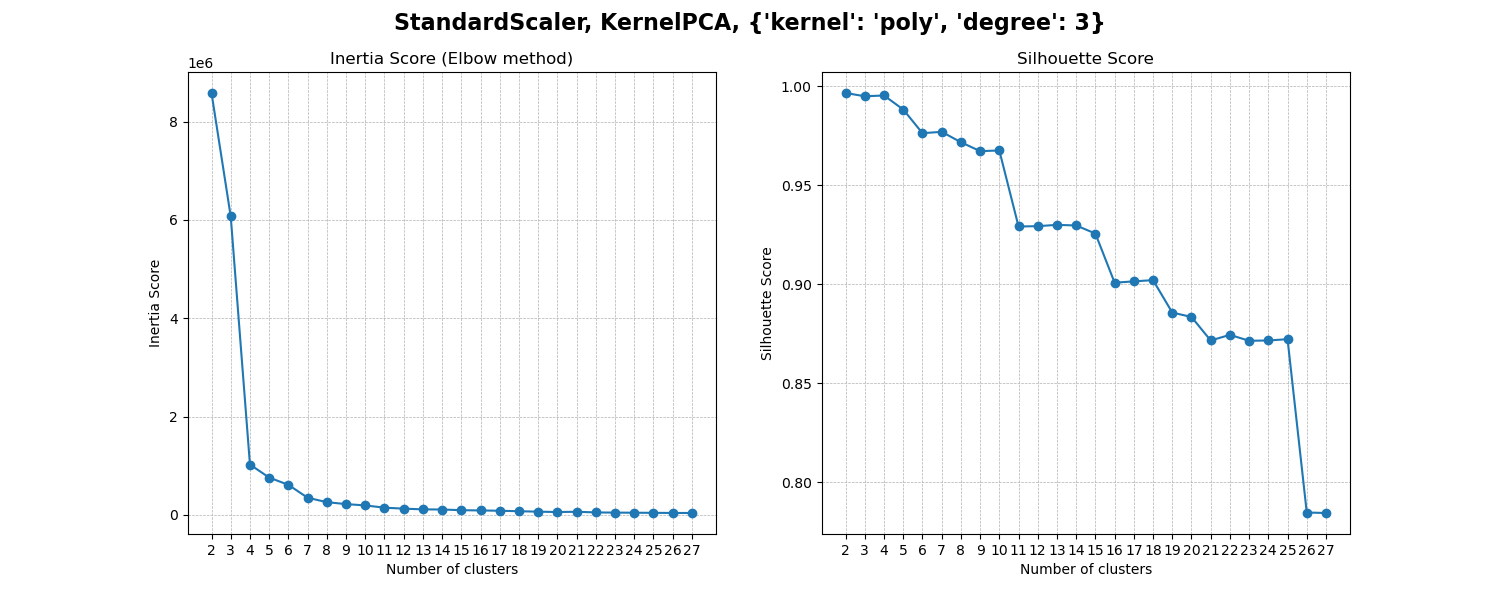 StandardScaler, KernelPCA, {'kernel': 'poly', 'degree': 3}
Inertia Score (Elbow method)
1e6
8
6
4
2
0
Inertia Score
2 3 4 5 6 7 8 9 10 11 12 13 14 15 16 17 18 19 20 21 22 23 24 25 26 27
Number of clusters
Silhouette Score
1.00
0.95
0.90
0.85
0.80
Silhouette Score
2 3 4 5 6 7 8 9 10 11 12 13 14 15 16 17 18 19 20 21 22 23 24 25 26 27
Number of clusters